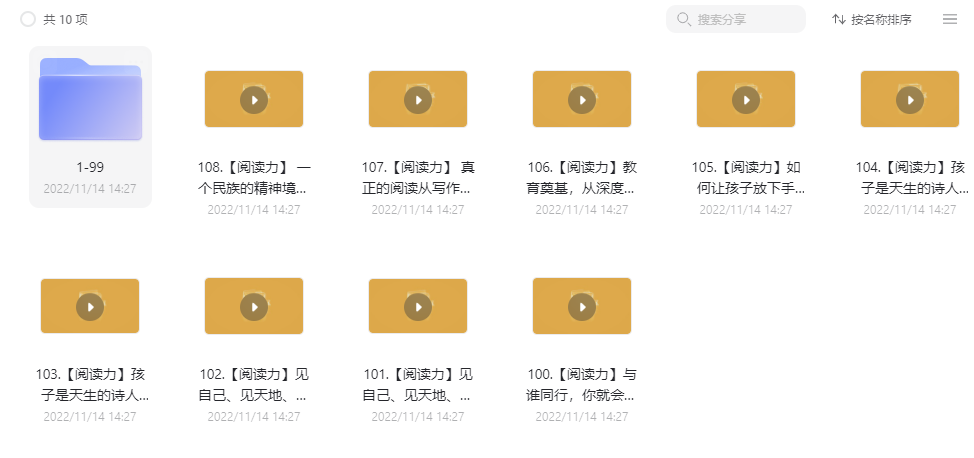 共 10 项
搜索分享
按名称排序
1-99
2022/11/14 14:27
108.【阅读力】 一
个民族的精神境...
2022/11/14 14:27
107.【阅读力】 真
正的阅读从写作...
2022/11/14 14:27
106.【阅读力】教
育奠基，从深度...
2022/11/14 14:27
105.【阅读力】如
何让孩子放下手...
2022/11/14 14:27
104.【阅读力】孩
子是天生的诗人...
2022/11/14 14:27
103.【阅读力】孩
子是天生的诗人...
2022/11/14 14:27
102.【阅读力】见
自己、见天地、...
2022/11/14 14:27
101.【阅读力】见
自己、见天地、...
2022/11/14 14:27
100.【阅读力】与
谁同行，你就会...
2022/11/14 14:27